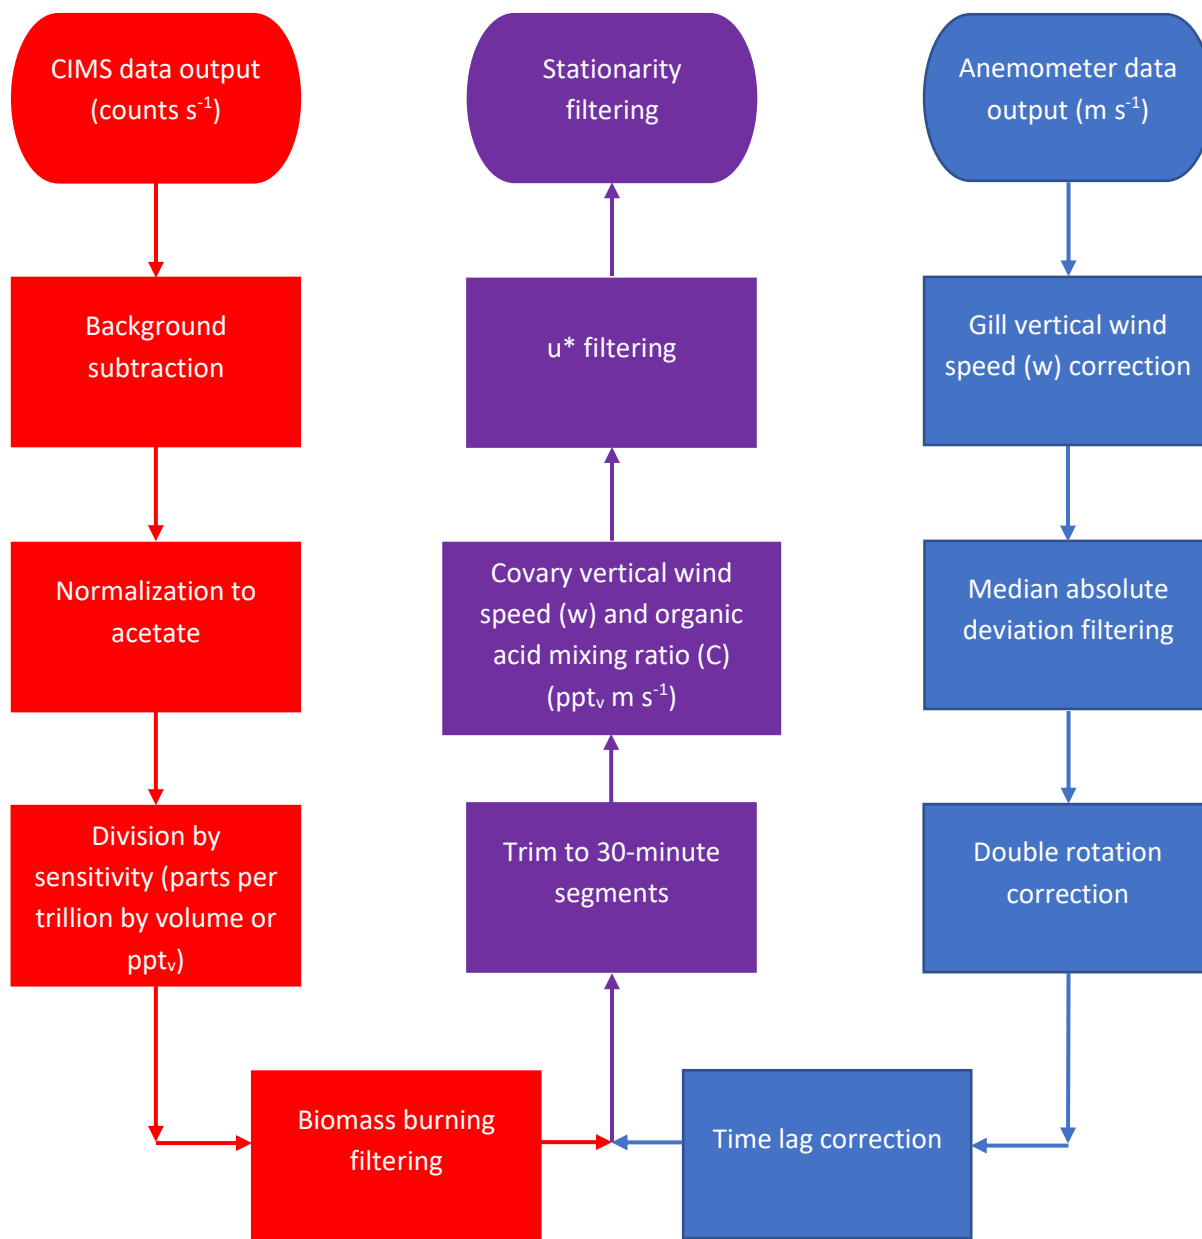 CIMS data output
(counts s⁻¹)
Background
subtraction
Normalization to
acetate
Division by
sensitivity (parts per
trillion by volume or
pptᵥ)
Biomass burning
filtering
Stationarity
filtering
u* filtering
Covary vertical wind
speed (w) and organic
acid mixing ratio (C)
(pptᵥ m s⁻¹)
Trim to 30-minute
segments
Anemometer data
output (m s⁻¹)
Gill vertical wind
speed (w) correction
Median absolute
deviation filtering
Double rotation
correction
Time lag correction